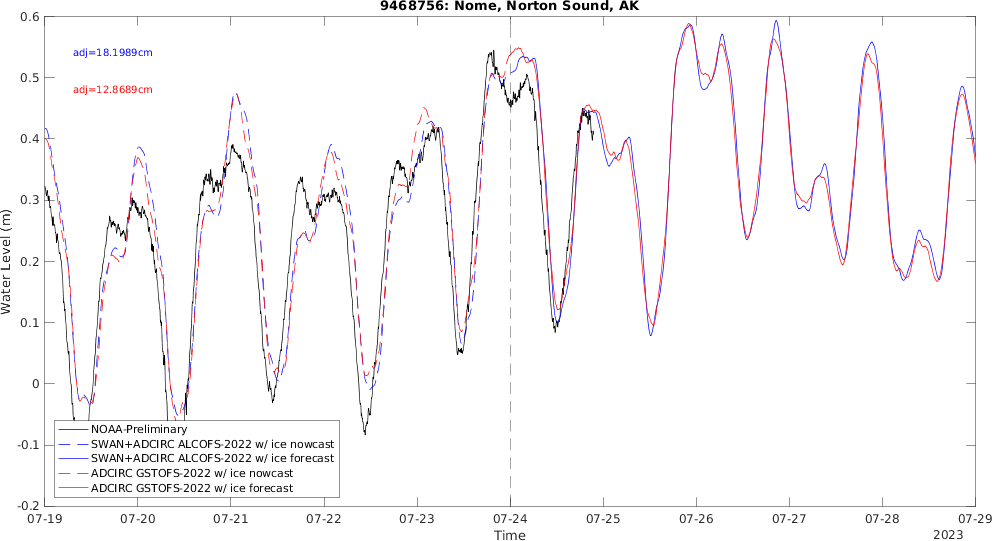 9468756: Nome, Norton Sound, AK
0.6
adj=18.1989cm
0.5
adj=12.8689cm
0.4
0.3
0.2
0.1
0
-0.1
-0.2
Water Level (m)
NOAA-Preliminary
SWAN+ADCIRC ALCOFS-2022 w/ ice nowcast
SWAN+ADCIRC ALCOFS-2022 w/ ice forecast
ADCIRC GSTOFS-2022 w/ ice nowcast
ADCIRC GSTOFS-2022 w/ ice forecast
07-19 07-20 07-21 07-22 07-23 07-24 07-25 07-26 07-27 07-28 07-29
Time
2023